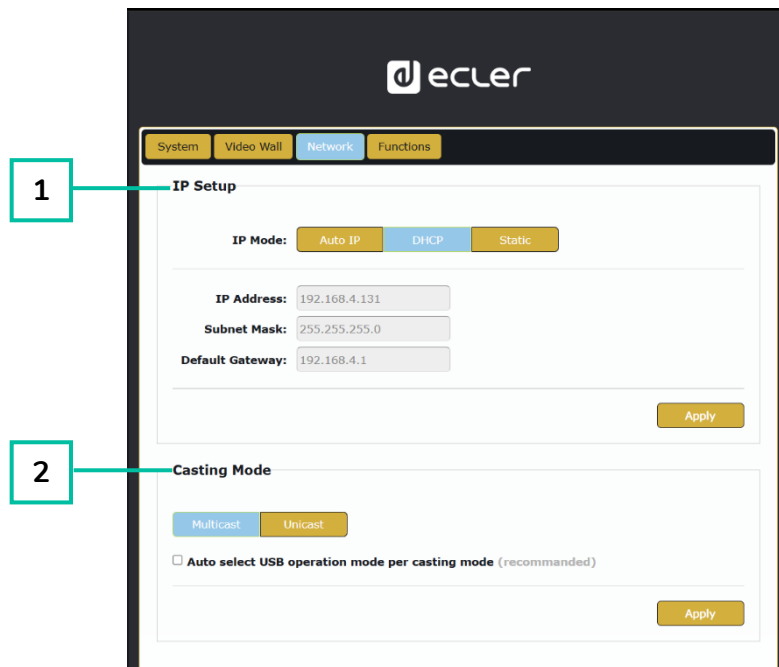 ecler
System Video Wall Network Functions
1
IP Setup
IP Mode: Auto IP DHCP Static
IP Address: 192.168.4.131
Subnet Mask: 255.255.255.0
Default Gateway: 192.168.4.1
Apply
2
Casting Mode
Multicast Unicast
Auto select USB operation mode per casting mode (recommanded)
Apply